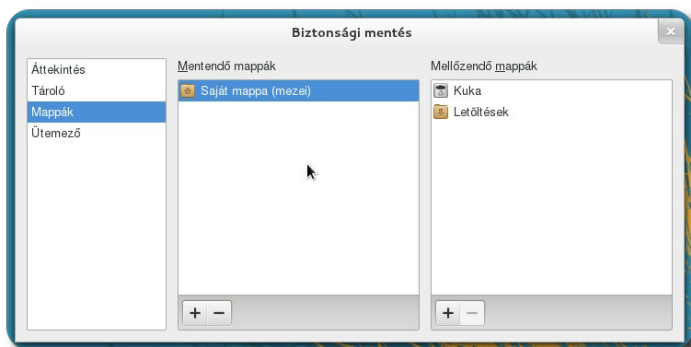 Biztonsági mentés
Áttekintés
Tároló
Mappák
Ütemező
Mentendő mappák
Saját mappa (mezei)
Mellőzendő mappák
Kuka
Letöltések